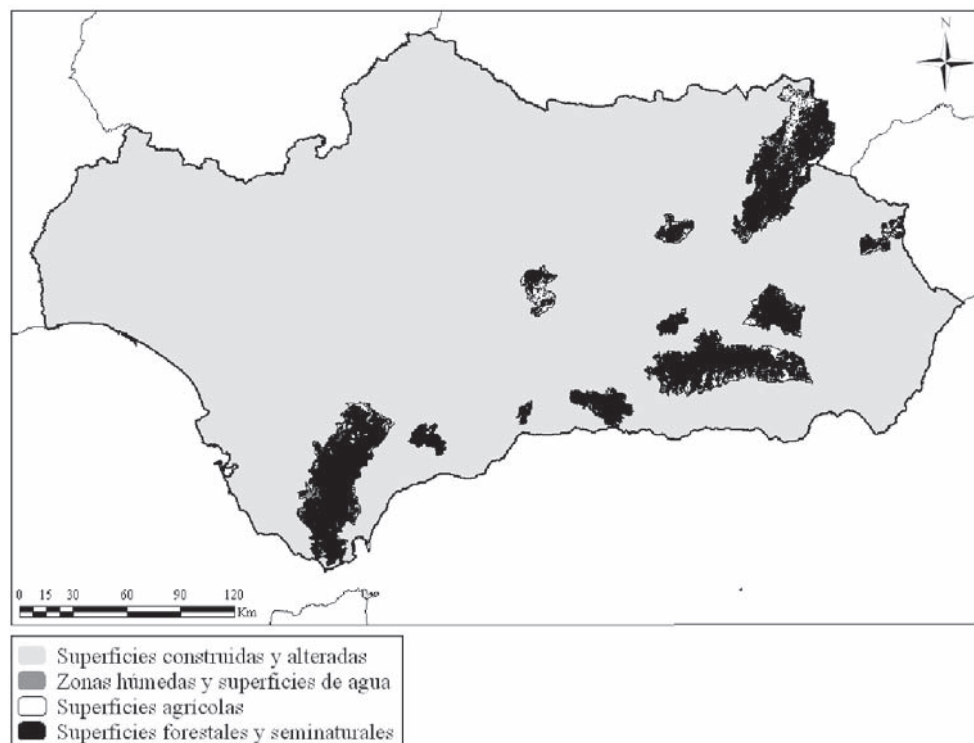 N
0 15 30 60 90 120
Km
Superficies construidas y alteradas
Zonas húmedas y superficies de agua
Superficies agrícolas
Superficies forestales y seminaturales